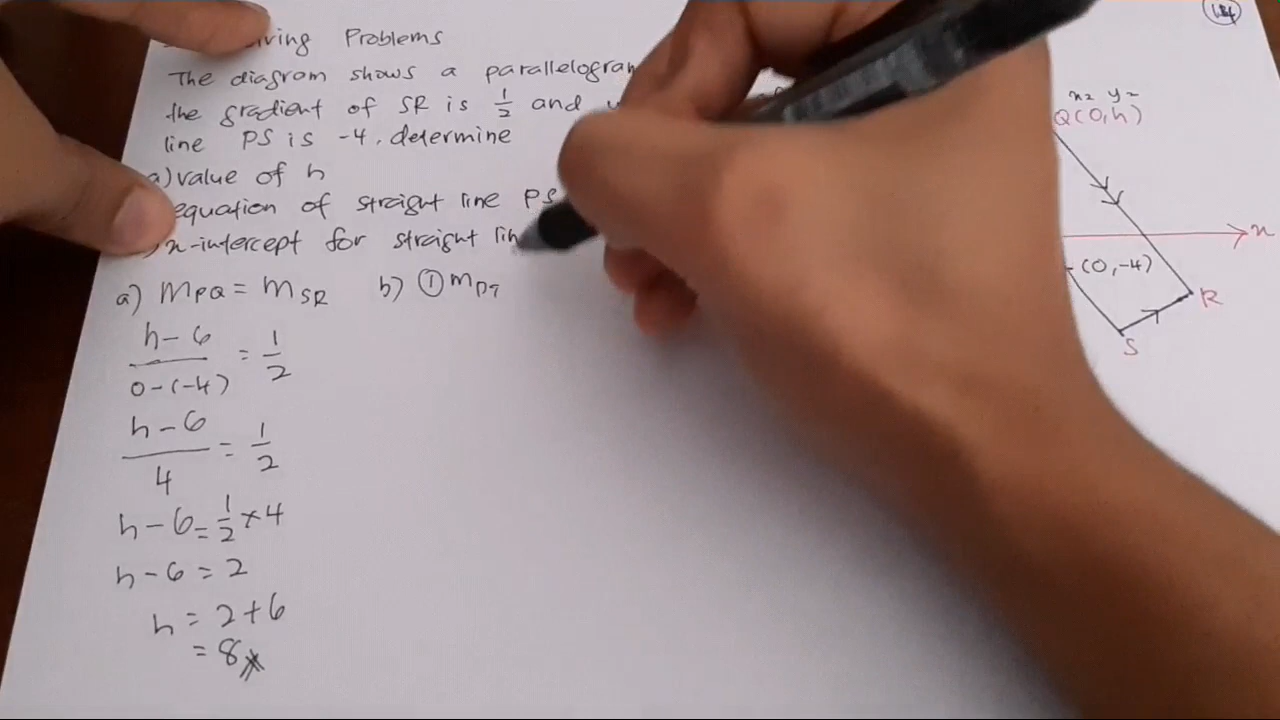 Problems
The diagram shows a
the gradient of SR is 1/2 and
line PS is -4, determine
a) value of h
equation of straight line PS
x-intercept for straight
a) mPQ = mSR
h-6 / 0-(-4) = 1/2
h-6 / 4 = 1/2
h-6 = 1/2 × 4
h-6 = 2
h = 2+6
= 8
b) ① m
x2 y2
Q(0,h)
x
(0,-4)
R
S